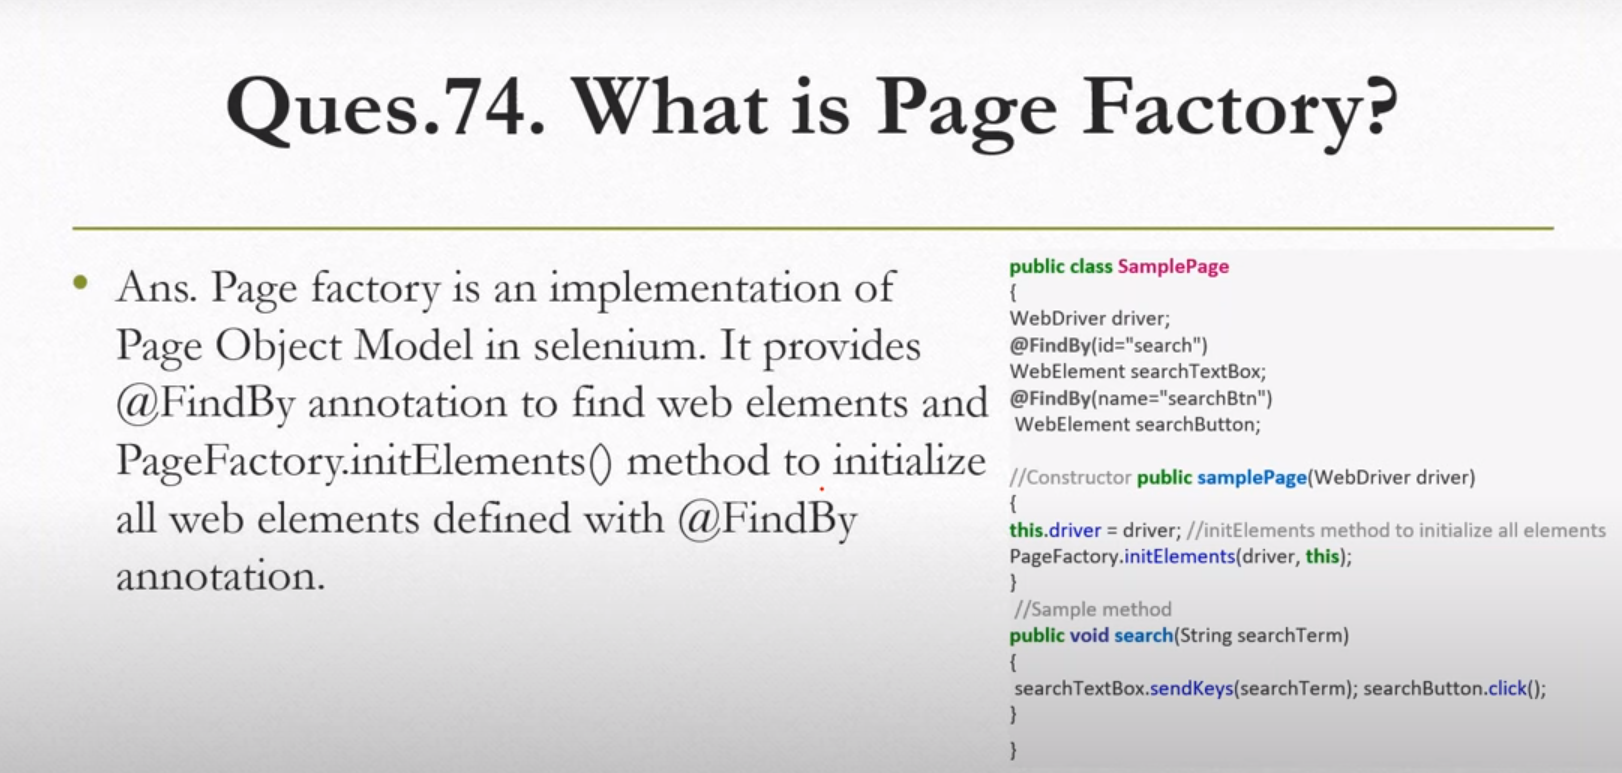 Ques.74. What is Page Factory?
• Ans. Page factory is an implementation of
Page Object Model in selenium. It provides
@FindBy annotation to find web elements and
PageFactory.initElements() method to initialize
all web elements defined with @FindBy
annotation.
public class SamplePage
{
WebDriver driver;
@FindBy(id="search")
WebElement searchTextBox;
@FindBy(name="searchBtn")
WebElement searchButton;
//Constructor public samplePage(WebDriver driver)
{
this.driver = driver; //initElements method to initialize all elements
PageFactory.initElements(driver, this);
}
//Sample method
public void search(String searchTerm)
{
searchTextBox.sendKeys(searchTerm); searchButton.click();
}
}